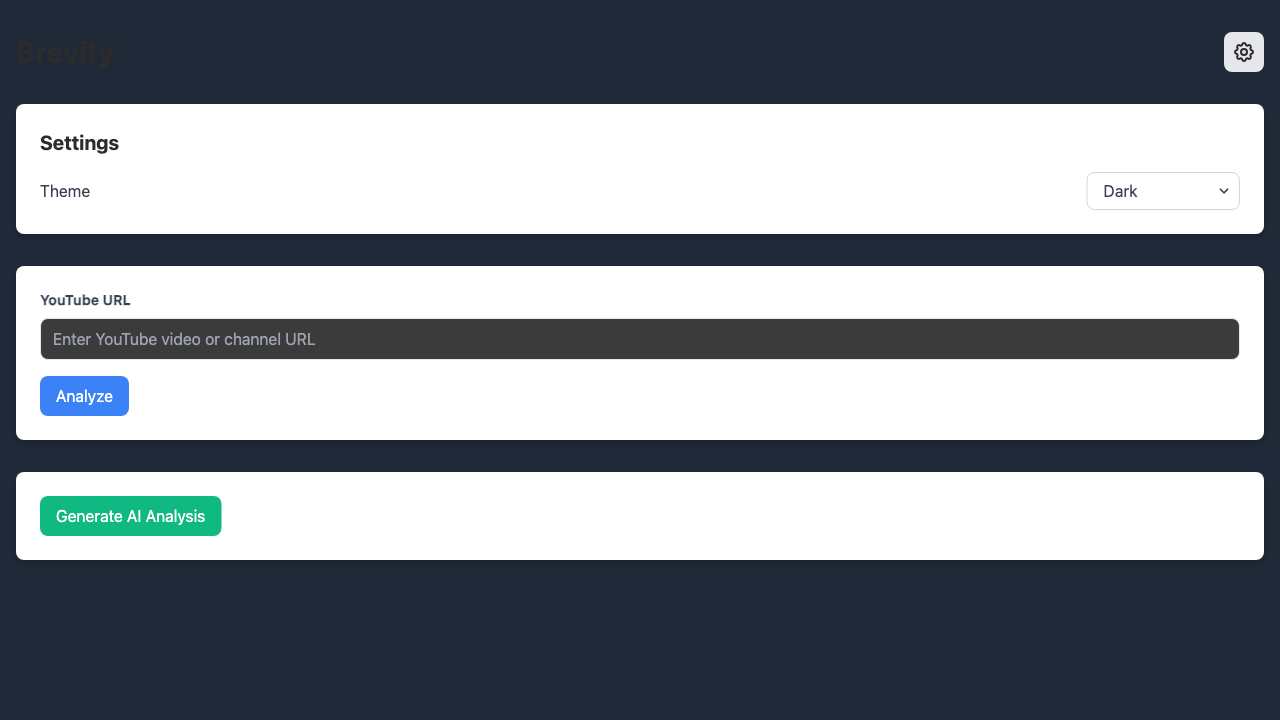 Brevify
Settings
Theme
Dark
YouTube URL
Enter YouTube video or channel URL
Analyze
Generate AI Analysis